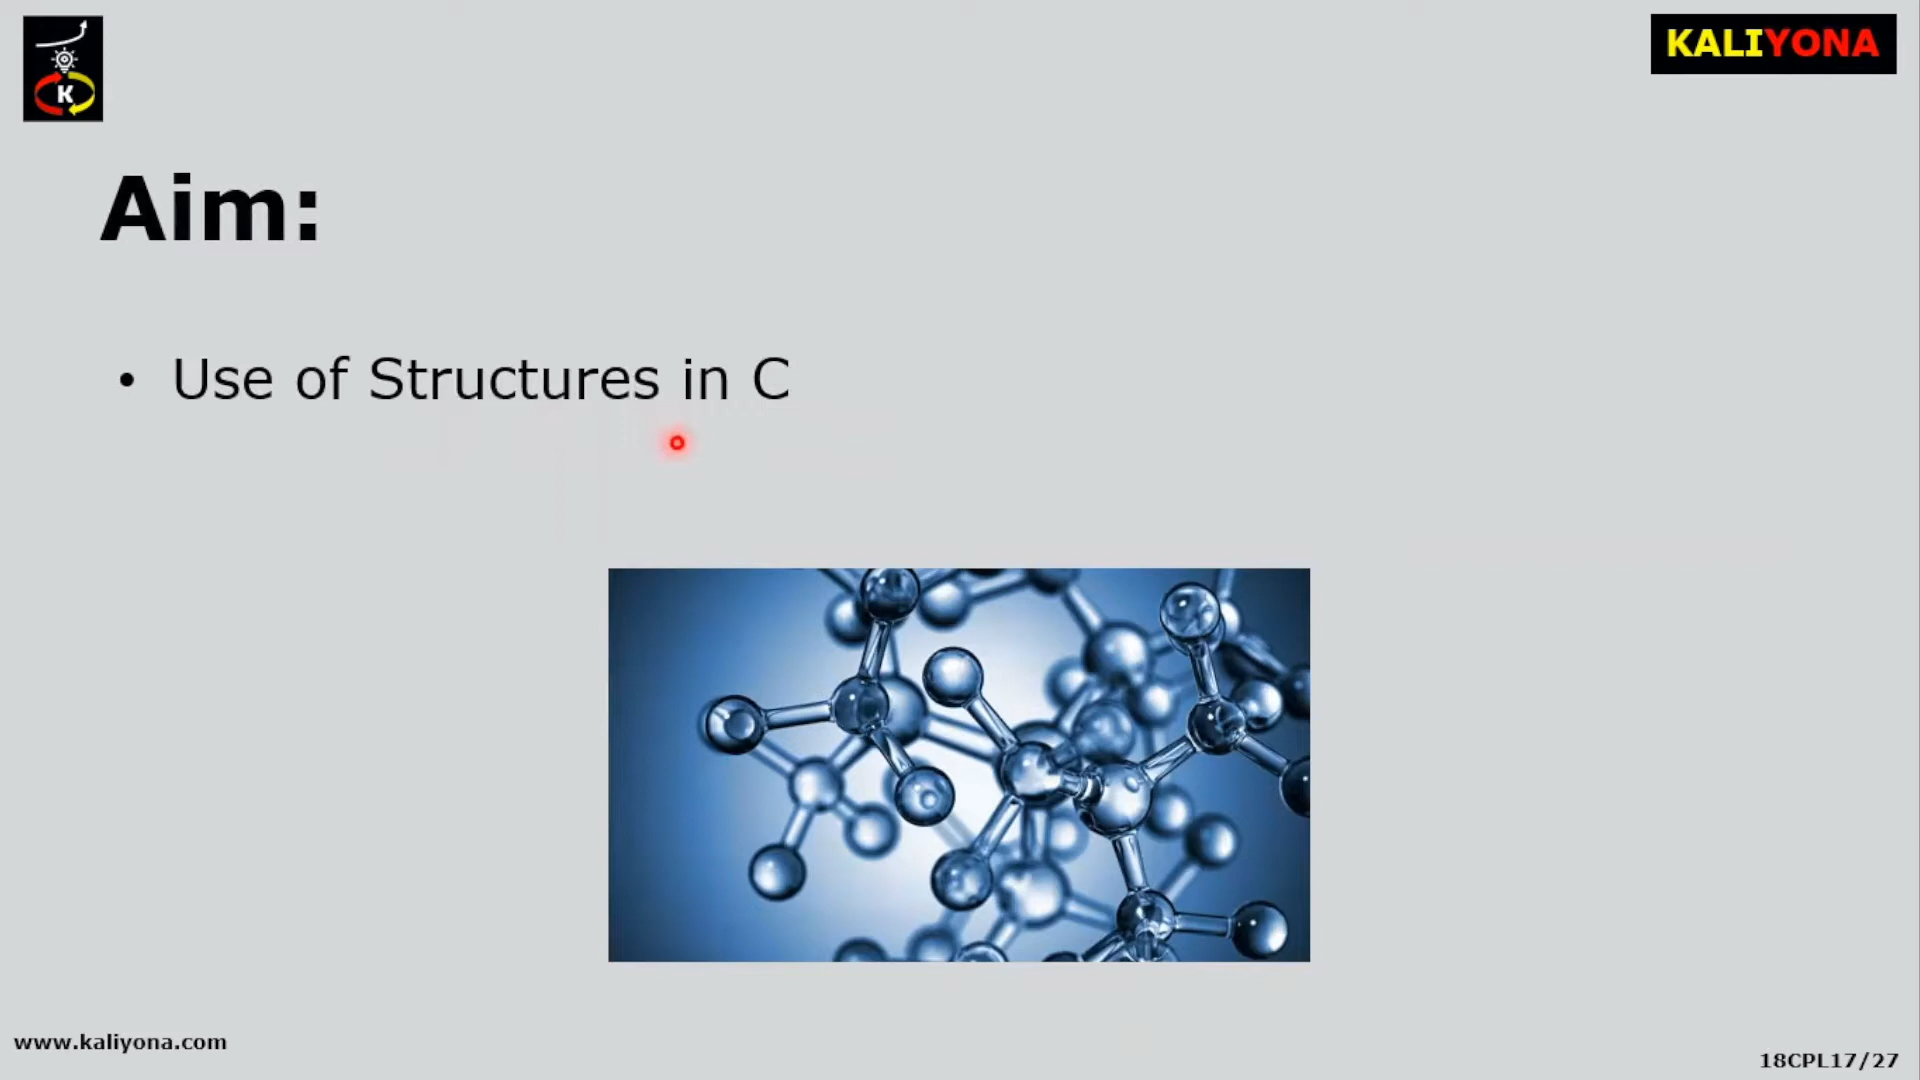 K
KALIYONA
Aim:
• Use of Structures in C
www.kaliyona.com
18CPL17/27